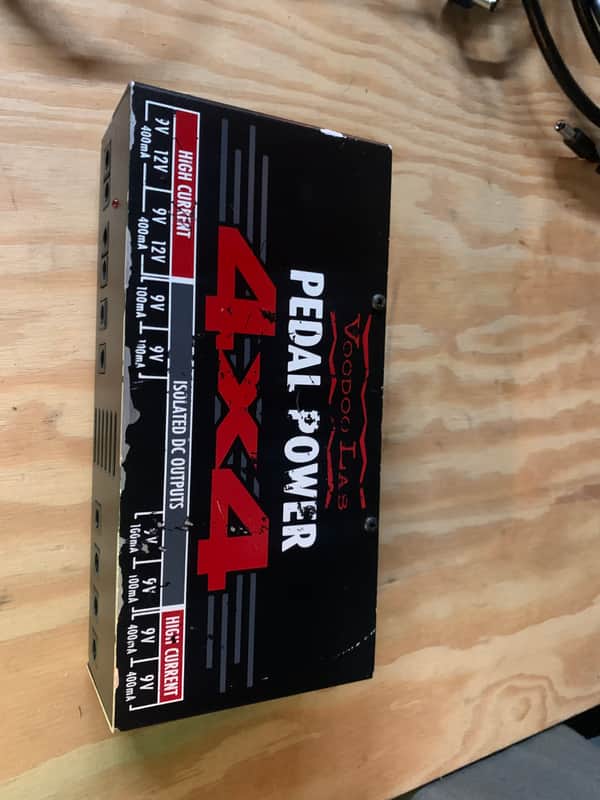 VOODOO LAB
PEDAL POWER
4x4
HIGH CURRENT ISOLATED DC OUTPUTS HIGH CURRENT
9V 12V 9V 12V 9V 9V 9V 9V 9V 9V
400mA 400mA 100mA 100mA 100mA 100mA 400mA 400mA